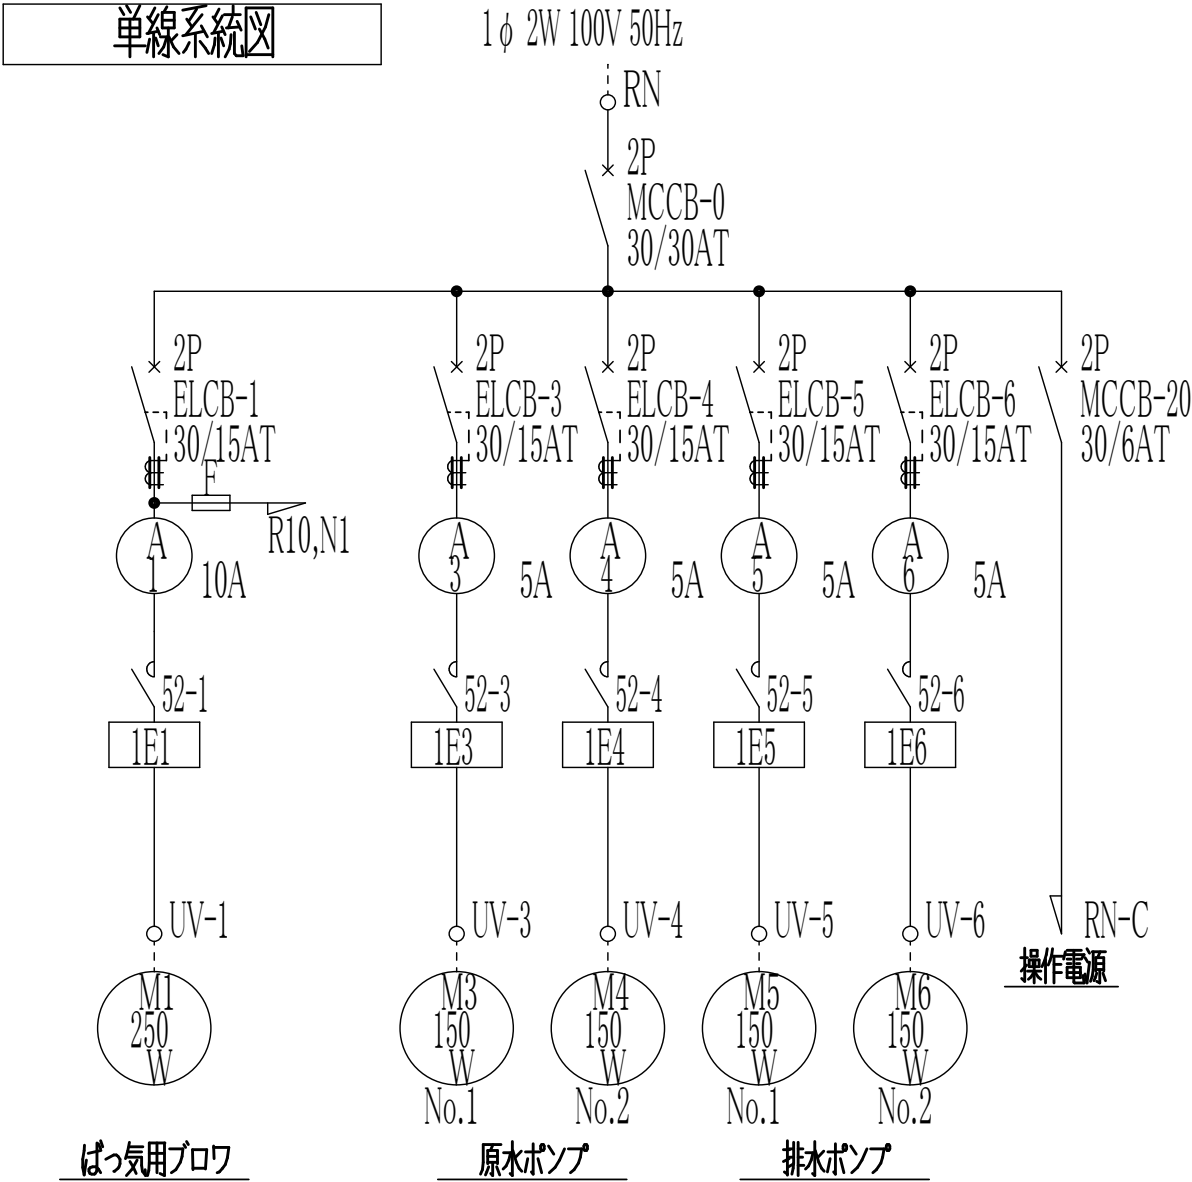 単線系統図
1φ 2W 100V 50Hz
RN
2P
MCCB-0
30/30AT
2P
ELCB-1
30/15AT
2P
ELCB-3
30/15AT
2P
ELCB-4
30/15AT
2P
ELCB-5
30/15AT
2P
ELCB-6
30/15AT
2P
MCCB-20
30/6AT
F
R10,N1
A
1
10A
A
3
5A
A
4
5A
A
5
5A
A
6
5A
52-1
52-3
52-4
52-5
52-6
1E1
1E3
1E4
1E5
1E6
UV-1
UV-3
UV-4
UV-5
UV-6
RN-C
操作電源
M1
250
W
M3
150
W
M4
150
W
M5
150
W
M6
150
W
No.1
No.2
No.1
No.2
ばっ気用ブロワ
原水ポンプ
排水ポンプ